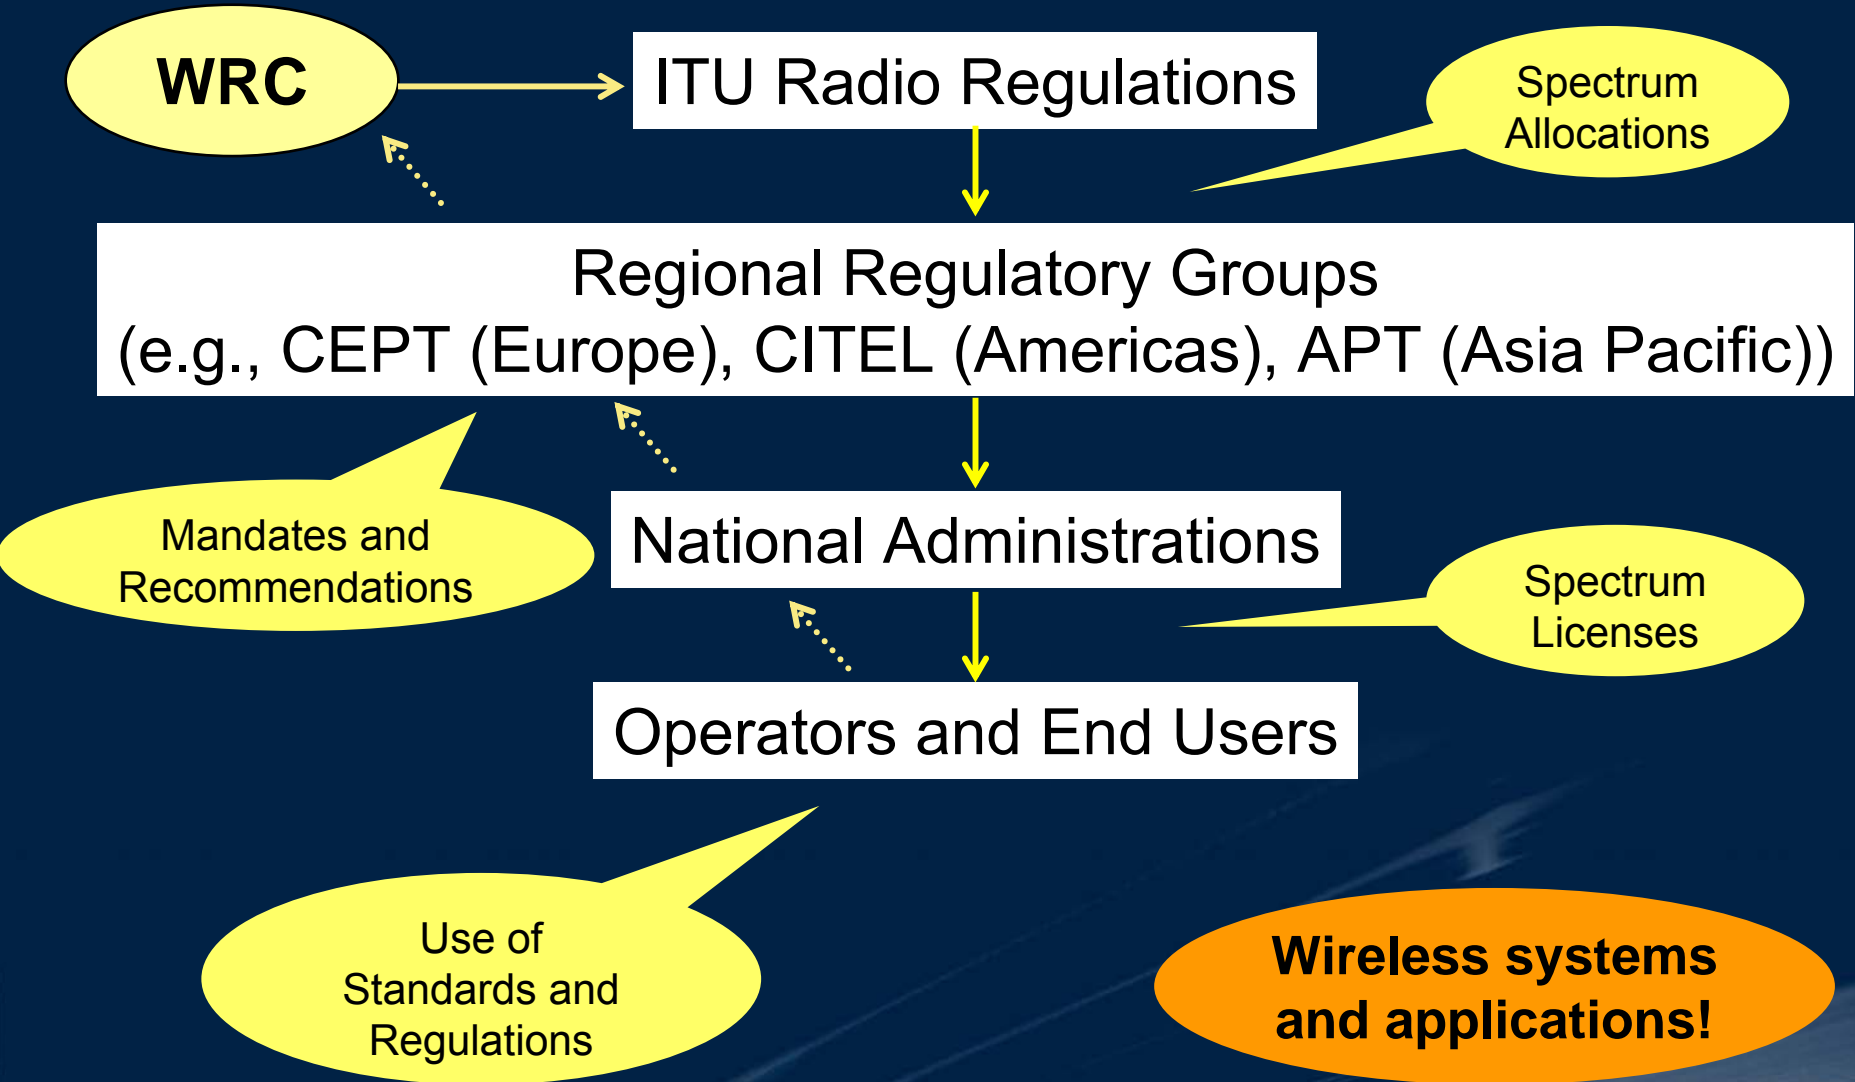 WRC
ITU Radio Regulations
Spectrum
Allocations
Regional Regulatory Groups
(e.g., CEPT (Europe), CITEL (Americas), APT (Asia Pacific))
Mandates and
Recommendations
National Administrations
Spectrum
Licenses
Operators and End Users
Use of
Standards and
Regulations
Wireless systems
and applications!